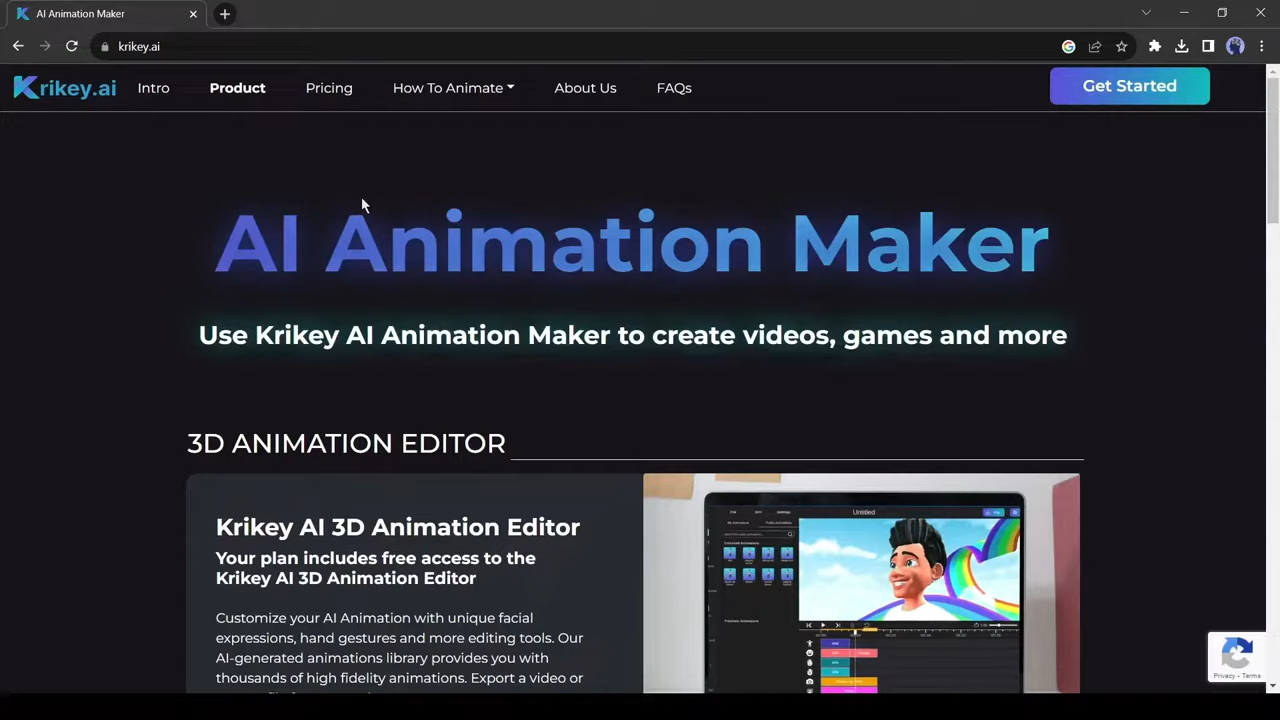 AI Animation Maker
krikey.ai
Krikey.ai Intro Product Pricing How To Animate About Us FAQs Get Started
AI Animation Maker
Use Krikey AI Animation Maker to create videos, games and more
3D ANIMATION EDITOR
Krikey AI 3D Animation Editor
Your plan includes free access to the
Krikey AI 3D Animation Editor
Customize your AI Animation with unique facial
expressions, hand gestures and more editing tools. Our
AI-generated animations library provides you with
thousands of high fidelity animations. Export a video or
Untitled
Privacy - Terms